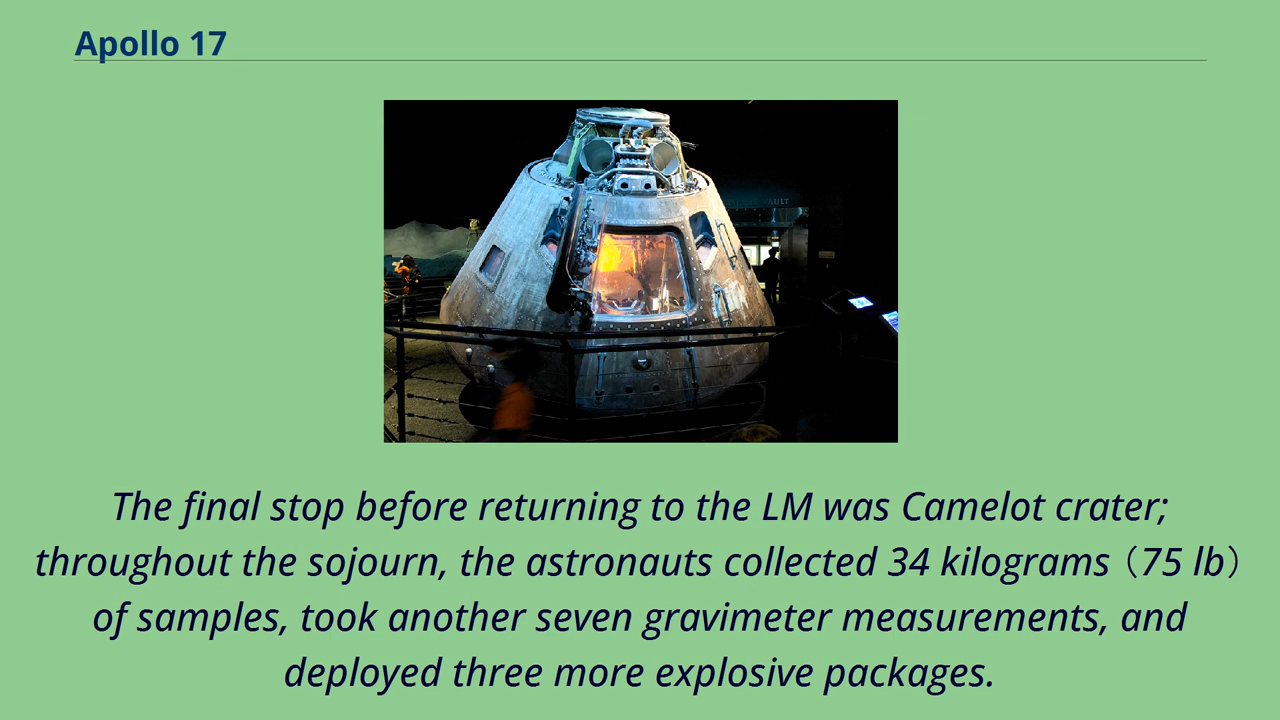 Apollo 17
The final stop before returning to the LM was Camelot crater;
throughout the sojourn, the astronauts collected 34 kilograms（75 lb）
of samples, took another seven gravimeter measurements, and
deployed three more explosive packages.